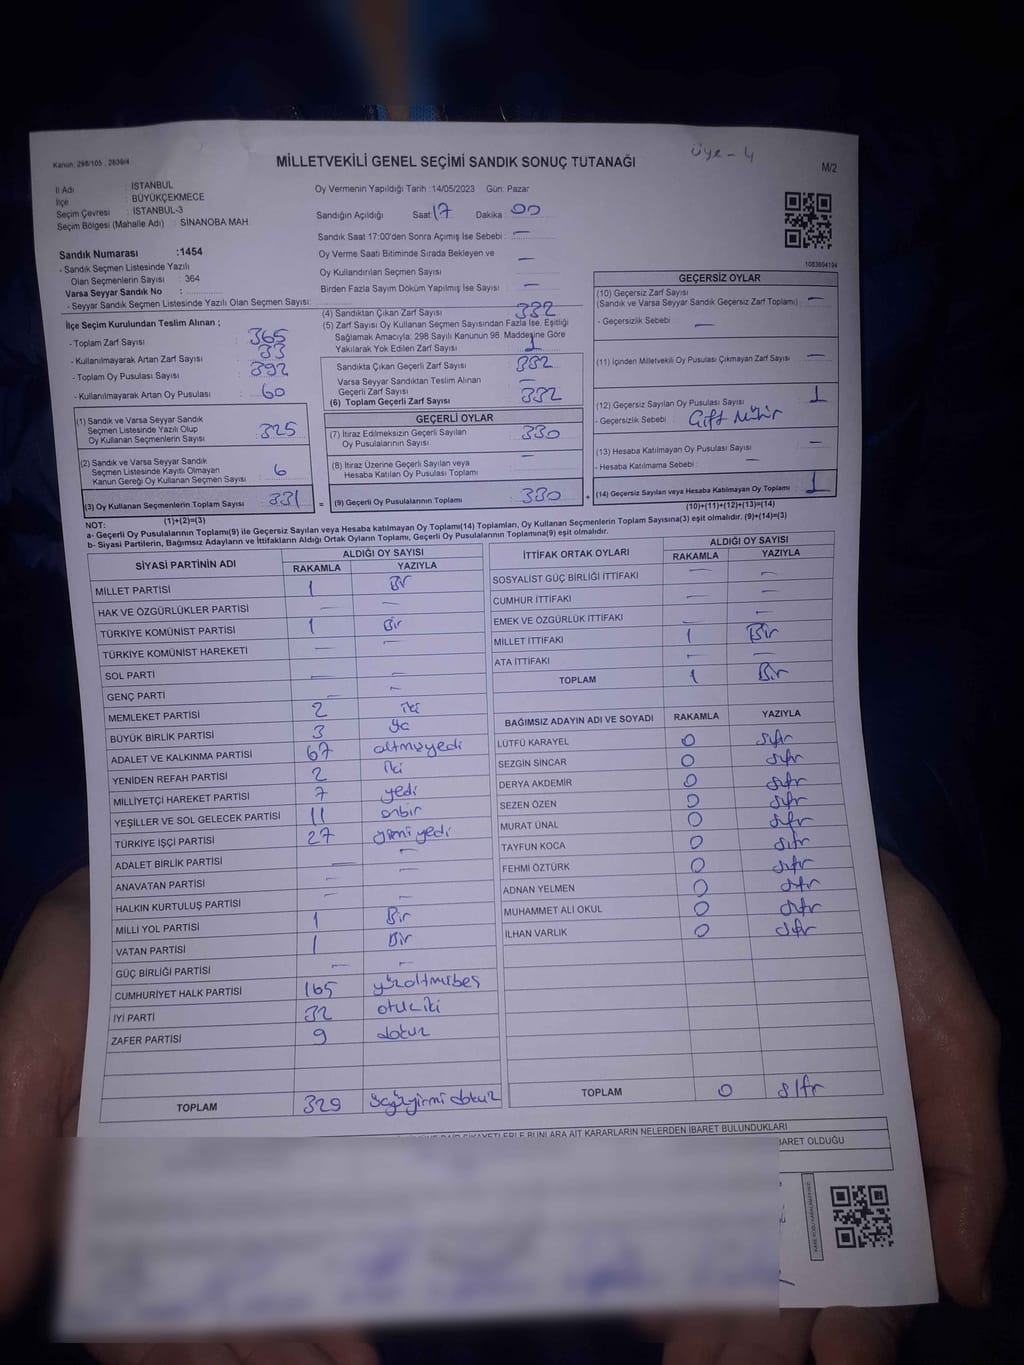 Kanun, 298/105 , 2839/4
MİLLETVEKİLİ GENEL SEÇİMİ SANDIK SONUÇ TUTANAĞI
Üye - 4
M/2
İl Adı : İSTANBUL
İlçe : BÜYÜKÇEKMECE
Seçim Çevresi : İSTANBUL-3
Seçim Bölgesi (Mahalle Adı) : SİNANOBA MAH
Oy Vermenin Yapıldığı Tarih :14/05/2023 Gün: Pazar
Sandığın Açıldığı Saat: 17 Dakika : 00
Sandık Saat 17:00'den Sonra Açılmış İse Sebebi : —
Oy Verme Saati Bitiminde Sırada Bekleyen ve
Oy Kullandırılan Seçmen Sayısı —
Birden Fazla Sayım Döküm Yapılmış İse Sayısı : —
1083694194
Sandık Numarası :1454
- Sandık Seçmen Listesinde Yazılı
Olan Seçmenlerin Sayısı : 364
Varsa Seyyar Sandık No :
- Seyyar Sandık Seçmen Listesinde Yazılı Olan Seçmen Sayısı:
İlçe Seçim Kurulundan Teslim Alınan ;
- Toplam Zarf Sayısı : 365
- Kullanılmayarak Artan Zarf Sayısı : 33
- Toplam Oy Pusulası Sayısı : 392
- Kullanılmayarak Artan Oy Pusulası : 60
(1) Sandık ve Varsa Seyyar Sandık
Seçmen Listesinde Yazılı Olup
Oy Kullanan Seçmenlerin Sayısı 325
(2) Sandık ve Varsa Seyyar Sandık
Seçmen Listesinde Kayıtlı Olmayan
Kanun Gereği Oy Kullanan Seçmen Sayısı 6
(3) Oy Kullanan Seçmenlerin Toplam Sayısı 331
(1)+(2)=(3)
(4) Sandıktan Çıkan Zarf Sayısı 332
(5) Zarf Sayısı Oy Kullanan Seçmen Sayısından Fazla İse, Eşitliği
Sağlamak Amacıyla; 298 Sayılı Kanunun 98. Maddesine Göre
Yakılarak Yok Edilen Zarf Sayısı 1
Sandıkta Çıkan Geçerli Zarf Sayısı 332
Varsa Seyyar Sandıktan Teslim Alınan
Geçerli Zarf Sayısı —
(6) Toplam Geçerli Zarf Sayısı 332
GEÇERLİ OYLAR
(7) İtiraz Edilmeksizin Geçerli Sayılan
Oy Pusulalarının Sayısı 330
(8) İtiraz Üzerine Geçerli Sayılan veya
Hesaba Katılan Oy Pusulası Toplamı —
= (9) Geçerli Oy Pusulalarının Toplamı 330 +
GEÇERSİZ OYLAR
(10) Geçersiz Zarf Sayısı
(Sandık ve Varsa Seyyar Sandık Geçersiz Zarf Toplamı) —
- Geçersizlik Sebebi : —
(11) İçinden Milletvekili Oy Pusulası Çıkmayan Zarf Sayısı —
(12) Geçersiz Sayılan Oy Pusulası Sayısı 1
- Geçersizlik Sebebi : Çift Mühür
(13) Hesaba Katılmayan Oy Pusulası Sayısı —
- Hesaba Katılmama Sebebi : —
(14) Geçersiz Sayılan veya Hesaba Katılmayan Oy Toplamı 1
(10)+(11)+(12)+(13)=(14)
NOT:
a- Geçerli Oy Pusulalarının Toplamı(9) ile Geçersiz Sayılan veya Hesaba katılmayan Oy Toplamı(14) Toplamları, Oy Kullanan Seçmenlerin Toplam Sayısına(3) eşit olmalıdır. (9)+(14)=(3)
b- Siyasi Partilerin, Bağımsız Adayların ve İttifakların Aldığı Ortak Oyların Toplamı, Geçerli Oy Pusulalarının Toplamına(9) eşit olmalıdır.
SİYASİ PARTİNİN ADI ALDIĞI OY SAYISI
RAKAMLA YAZIYLA
MİLLET PARTİSİ 1 Bir
HAK VE ÖZGÜRLÜKLER PARTİSİ — —
TÜRKİYE KOMÜNİST PARTİSİ 1 Bir
TÜRKİYE KOMÜNİST HAREKETİ — —
SOL PARTİ — —
GENÇ PARTİ — —
MEMLEKET PARTİSİ 2 iki
BÜYÜK BİRLİK PARTİSİ 3 üç
ADALET VE KALKINMA PARTİSİ 67 altmışyedi
YENİDEN REFAH PARTİSİ 2 iki
MİLLİYETÇİ HAREKET PARTİSİ 7 yedi
YEŞİLLER VE SOL GELECEK PARTİSİ 11 onbir
TÜRKİYE İŞÇİ PARTİSİ 27 yirmi yedi
ADALET BİRLİK PARTİSİ — —
ANAVATAN PARTİSİ — —
HALKIN KURTULUŞ PARTİSİ — —
MİLLİ YOL PARTİSİ 1 Bir
VATAN PARTİSİ 1 Bir
GÜÇ BİRLİĞİ PARTİSİ — —
CUMHURİYET HALK PARTİSİ 165 yüzaltmışbeş
İYİ PARTİ 32 otuz iki
ZAFER PARTİSİ 9 dokuz
TOPLAM 329 üçyüzyirmi dokuz
İTTİFAK ORTAK OYLARI ALDIĞI OY SAYISI
RAKAMLA YAZIYLA
SOSYALİST GÜÇ BİRLİĞİ İTTİFAKI — —
CUMHUR İTTİFAKI — —
EMEK VE ÖZGÜRLÜK İTTİFAKI — —
MİLLET İTTİFAKI 1 Bir
ATA İTTİFAKI — —
TOPLAM 1 Bir
BAĞIMSIZ ADAYIN ADI VE SOYADI RAKAMLA YAZIYLA
LÜTFÜ KARAYEL 0 sıfır
SEZGİN SİNCAR 0 sıfır
DERYA AKDEMİR 0 sıfır
SEZEN ÖZEN 0 sıfır
MURAT ÜNAL 0 sıfır
TAYFUN KOCA 0 sıfır
FEHMİ ÖZTÜRK 0 sıfır
ADNAN YELMEN 0 sıfır
MUHAMMET ALİ OKUL 0 sıfır
İLHAN VARLIK 0 sıfır
TOPLAM 0 sıfır
BUNLARA AİT KARARLARIN NELERDEN İBARET BULUNDUKLARI
İBARET OLDUĞU